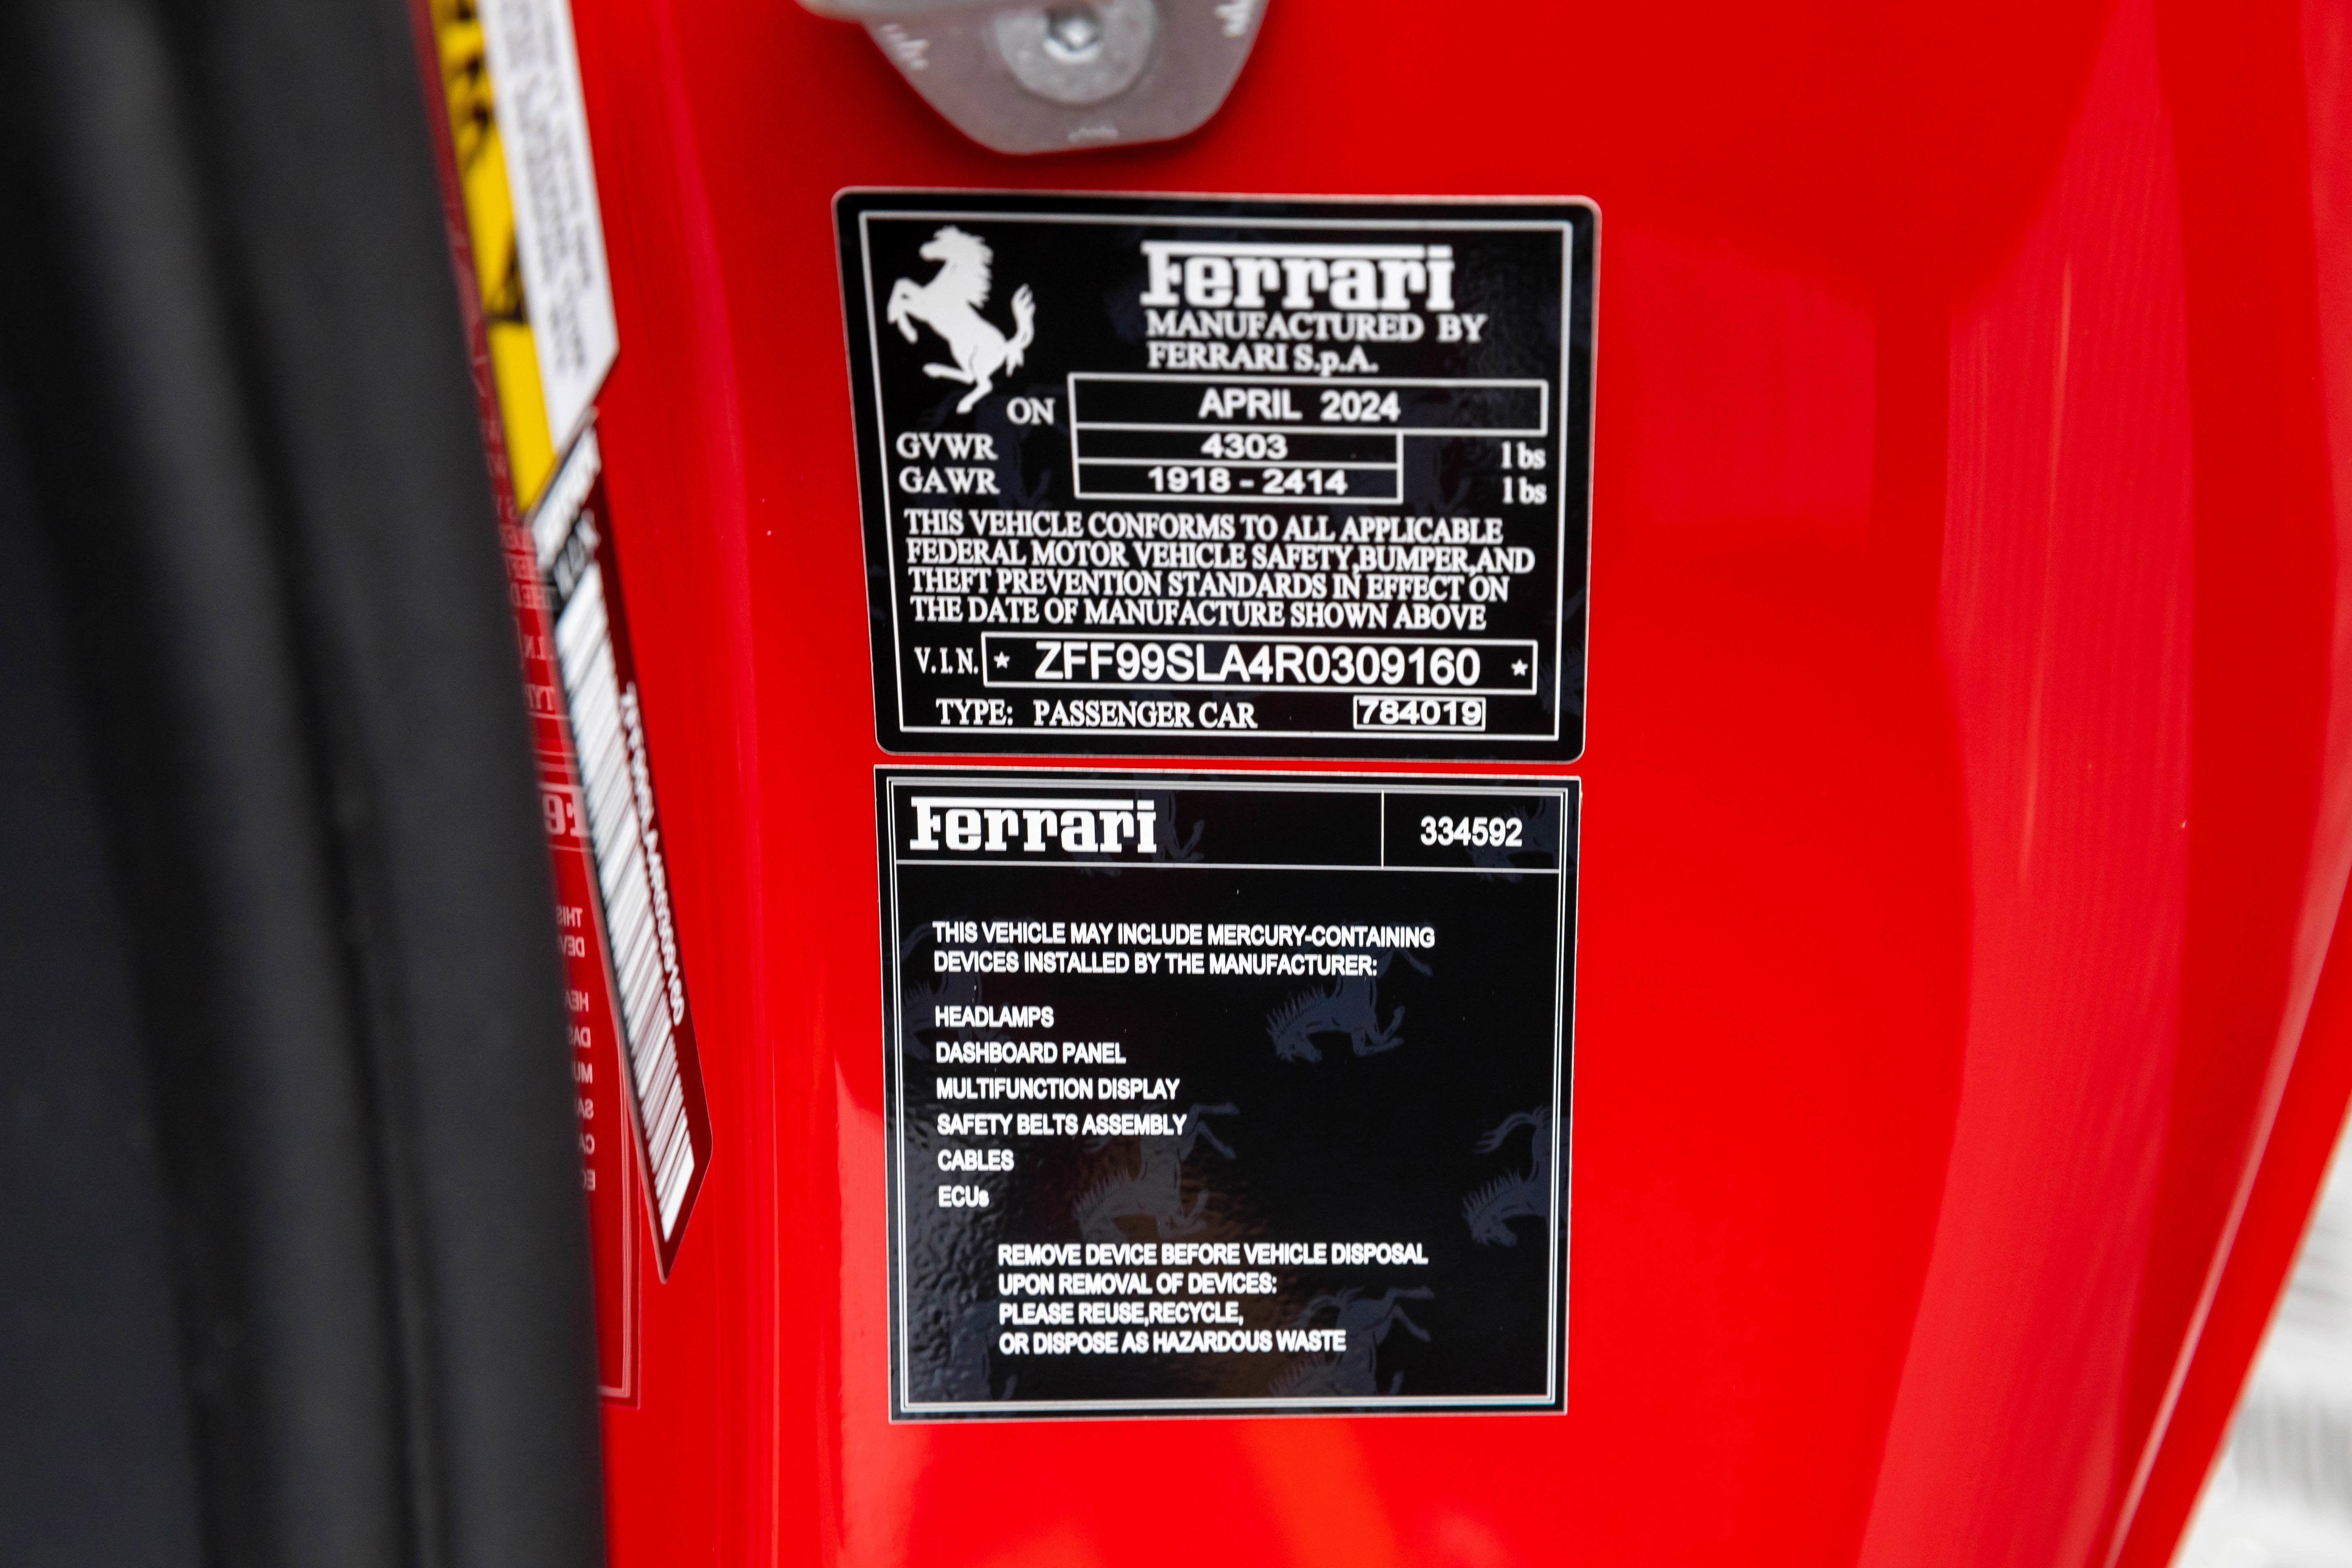 Ferrari
MANUFACTURED BY
FERRARI S.p.A.
ON APRIL 2024
GVWR 4303 lbs
GAWR 1918 - 2414 lbs
THIS VEHICLE CONFORMS TO ALL APPLICABLE
FEDERAL MOTOR VEHICLE SAFETY,BUMPER,AND
THEFT PREVENTION STANDARDS IN EFFECT ON
THE DATE OF MANUFACTURE SHOWN ABOVE
V.I.N. * ZFF99SLA4R0309160 *
TYPE: PASSENGER CAR 784019
Ferrari 334592
THIS VEHICLE MAY INCLUDE MERCURY-CONTAINING
DEVICES INSTALLED BY THE MANUFACTURER:
HEADLAMPS
DASHBOARD PANEL
MULTIFUNCTION DISPLAY
SAFETY BELTS ASSEMBLY
CABLES
ECUs
REMOVE DEVICE BEFORE VEHICLE DISPOSAL
UPON REMOVAL OF DEVICES:
PLEASE REUSE,RECYCLE,
OR DISPOSE AS HAZARDOUS WASTE